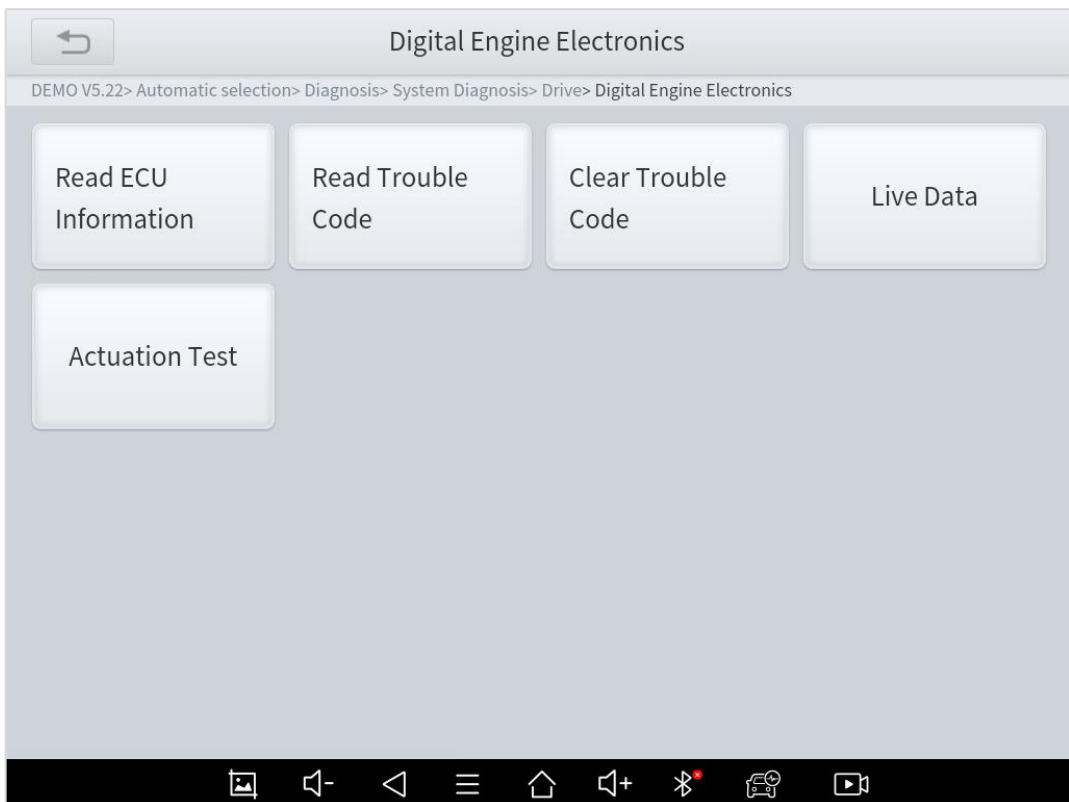 Digital Engine Electronics
DEMO V5.22> Automatic selection> Diagnosis> System Diagnosis> Drive> Digital Engine Electronics
Read ECU
Information
Read Trouble
Code
Clear Trouble
Code
Live Data
Actuation Test